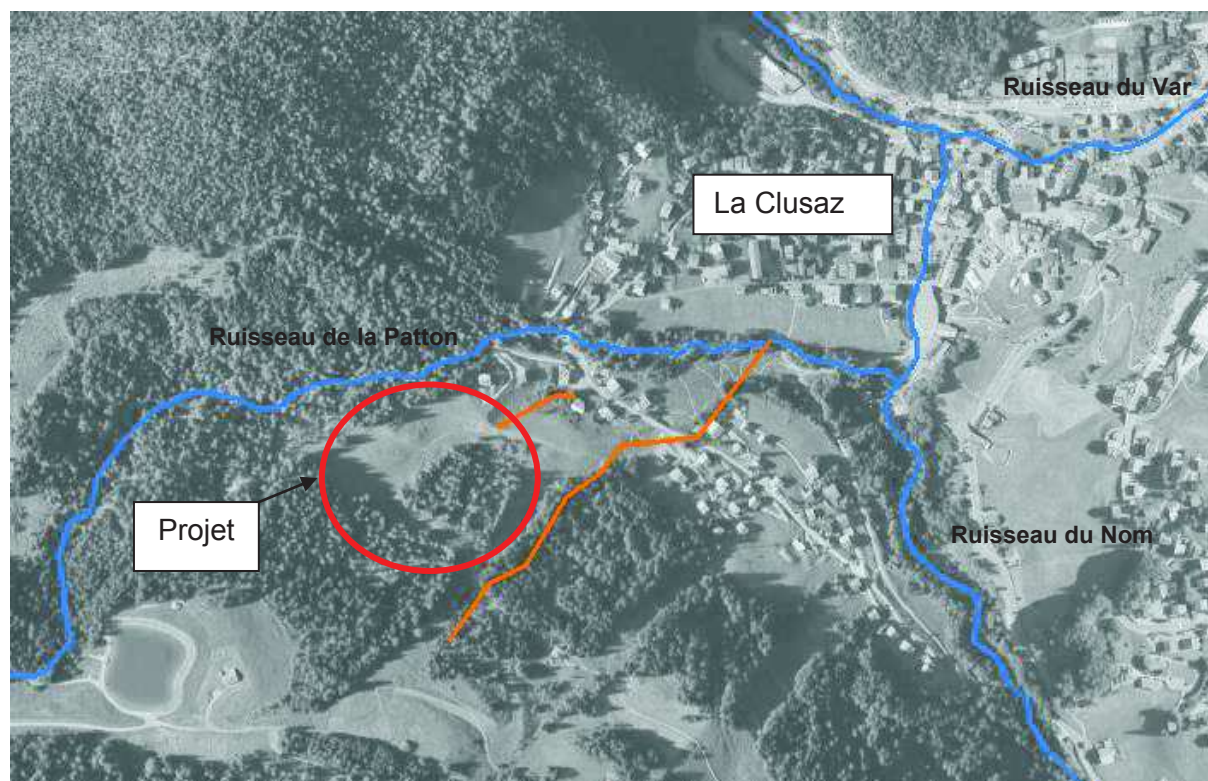 Ruisseau du Var
La Clusaz
Ruisseau de la Patton
Projet
Ruisseau du Nom